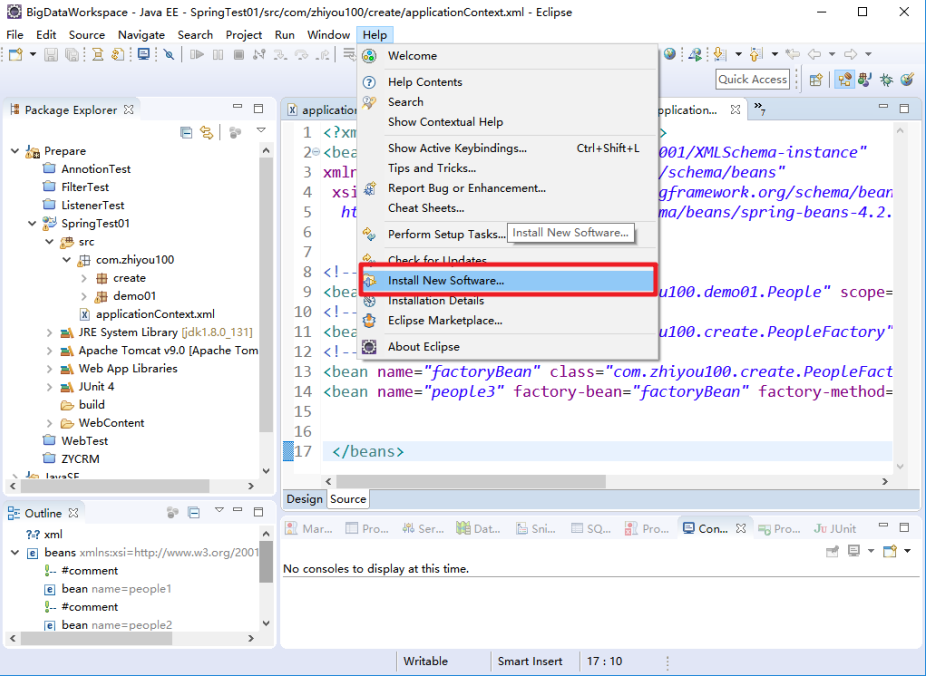 BigDataWorkspace - Java EE - SpringTest01/src/com/zhiyou100/create/applicationContext.xml - Eclipse
File Edit Source Navigate Search Project Run Window Help
Quick Access
Welcome
Help Contents
Search
Show Contextual Help
Show Active Keybindings... Ctrl+Shift+L
Tips and Tricks...
Report Bug or Enhancement...
Cheat Sheets...
Perform Setup Tasks...
Install New Software...
Check for Updates
Install New Software...
Installation Details
Eclipse Marketplace...
About Eclipse
Package Explorer
Prepare
AnnotionTest
FilterTest
ListenerTest
SpringTest01
src
com.zhiyou100
create
demo01
applicationContext.xml
JRE System Library [jdk1.8.0_131]
Apache Tomcat v9.0 [Apache Tom
Web App Libraries
JUnit 4
build
WebContent
WebTest
ZYCRM
JavaSE
applicatio
pplication... 7
1 <?xm >
2 <bea 001/XMLSchema-instance"
3 xmln /schema/beans"
4 xsi gframework.org/schema/bean
5 ht ma/beans/spring-beans-4.2.
6
7
8 <!--
9 <bea u100.demo01.People" scope=
10 <!--
11 <bea u100.create.PeopleFactory"
12 <!--
13 <bean name="factoryBean" class="com.zhiyou100.create.PeopleFact
14 <bean name="people3" factory-bean="factoryBean" factory-method=
15
16
17 </beans>
Design Source
Outline
?-? xml
beans xmlns:xsi=http://www.w3.org/2001
#comment
bean name=people1
#comment
bean name=people2
Mar... Pro... Ser... Dat... Sni... SQ... Pro... Con... Pro... JUnit
No consoles to display at this time.
Writable Smart Insert 17 : 10